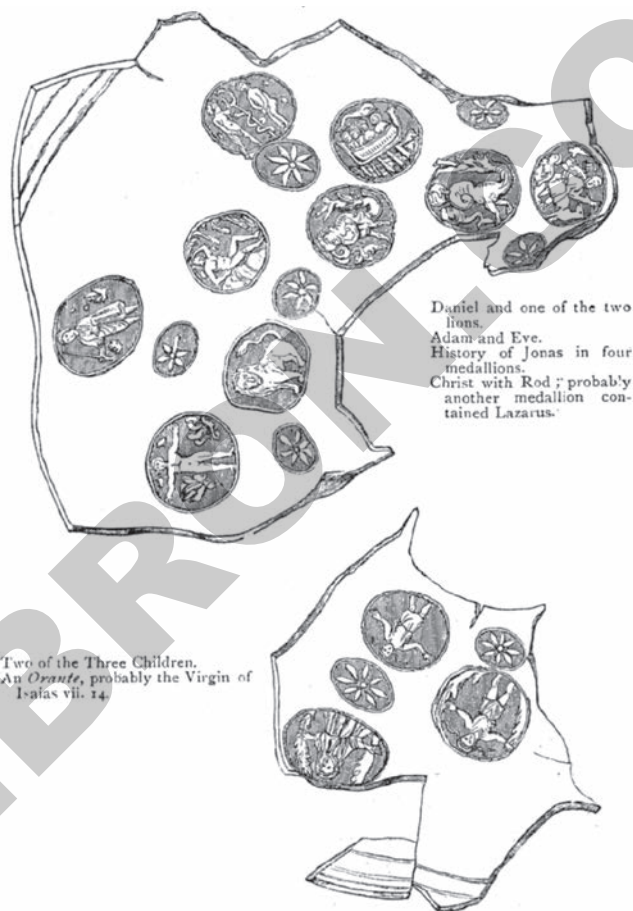 Daniel and one of the two
lions.
Adam and Eve.
History of Jonas in four
medallions.
Christ with Rod; probably
another medallion con-
tained Lazarus.
Two of the Three Children.
An Orante, probably the Virgin of
Isaias vii. 14.
BRON.CO